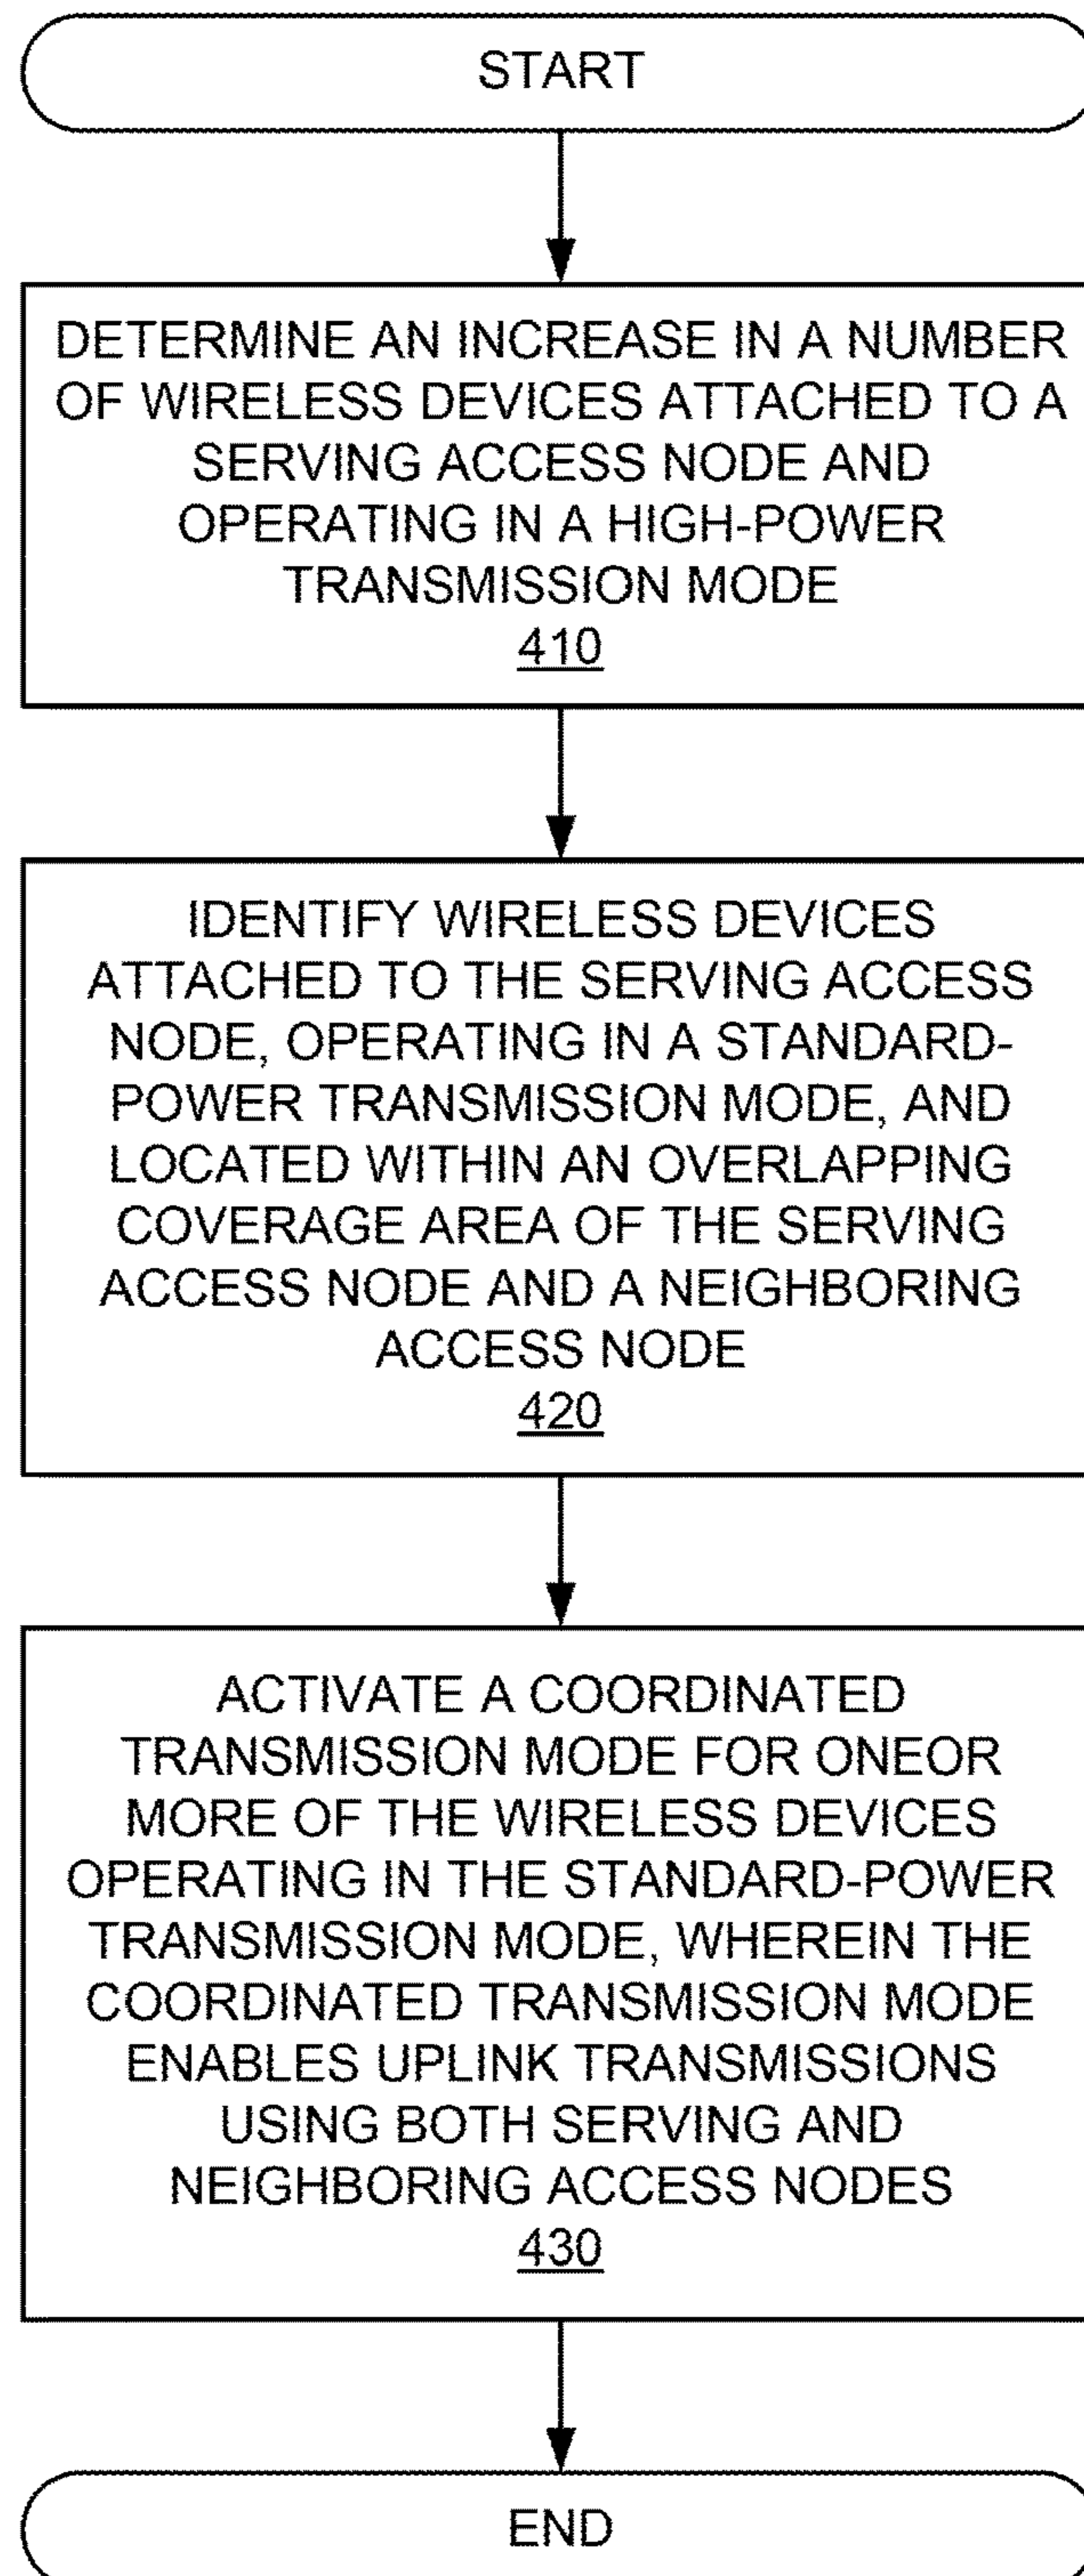 START
DETERMINE AN INCREASE IN A NUMBER
OF WIRELESS DEVICES ATTACHED TO A
SERVING ACCESS NODE AND
OPERATING IN A HIGH-POWER
TRANSMISSION MODE
410
IDENTIFY WIRELESS DEVICES
ATTACHED TO THE SERVING ACCESS
NODE, OPERATING IN A STANDARD-
POWER TRANSMISSION MODE, AND
LOCATED WITHIN AN OVERLAPPING
COVERAGE AREA OF THE SERVING
ACCESS NODE AND A NEIGHBORING
ACCESS NODE
420
ACTIVATE A COORDINATED
TRANSMISSION MODE FOR ONEOR
MORE OF THE WIRELESS DEVICES
OPERATING IN THE STANDARD-POWER
TRANSMISSION MODE, WHEREIN THE
COORDINATED TRANSMISSION MODE
ENABLES UPLINK TRANSMISSIONS
USING BOTH SERVING AND
NEIGHBORING ACCESS NODES
430
END